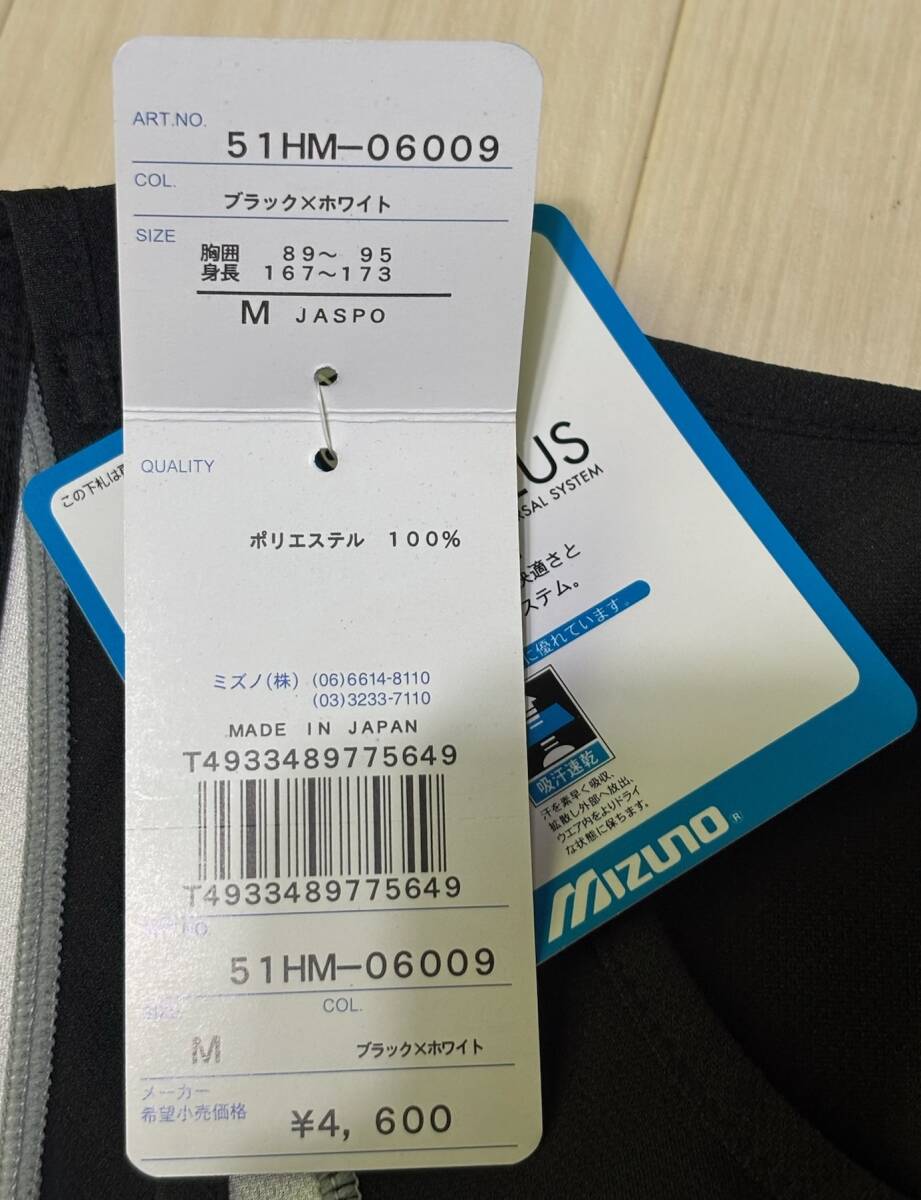 ART.NO.
51HM-06009
COL.
ブラック×ホワイト
SIZE
胸囲 89～ 95
身長 167～173
M JASPO
QUALITY
ポリエステル 100%
ミズノ(株) (06)6614-8110
(03)3233-7110
MADE IN JAPAN
T4933489775649
T4933489775649
51HM-06009
COL.
M ブラック×ホワイト
メーカー
希望小売価格 ¥4,600
この下札は
SYSTEM
適さと
ステム。
に優れています。
吸汗速乾
汗を素早く吸収、
拡散し外部へ放出、
ウエア内をよりドライ
な状態に保ちます。
MIZUNO ®